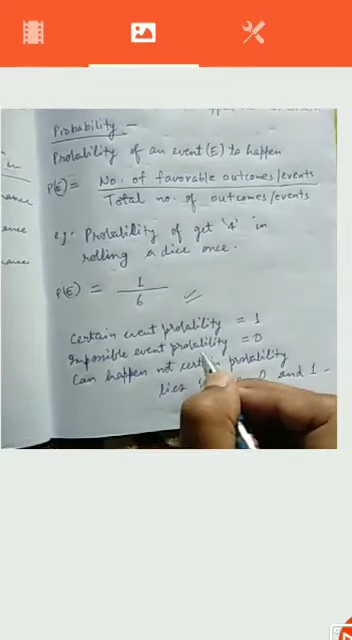 Probability -
Probability of an event (E) to happen
P(E) = No. of favorable outcomes/events
Total no. of outcomes/events
eg: Probability of get '4' in
rolling a dice once.
P(E) = 1
6
Certain event probability = 1
Impossible event probability = 0
Can happen not probability
lies 0 and 1 -